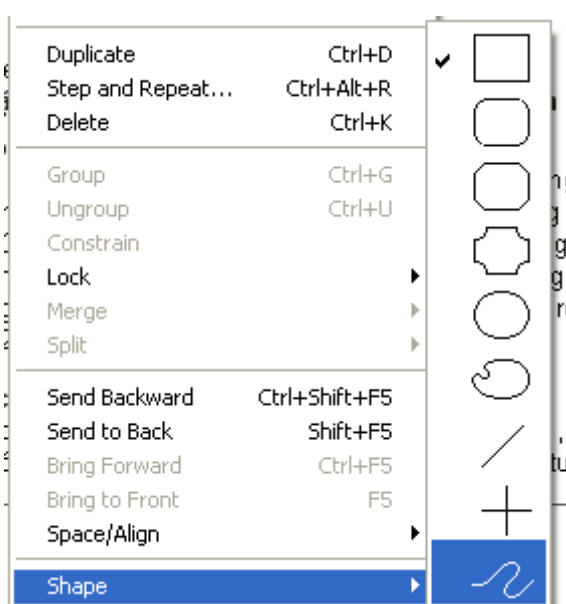 Duplicate Ctrl+D
Step and Repeat... Ctrl+Alt+R
Delete Ctrl+K
Group Ctrl+G
Ungroup Ctrl+U
Constrain
Lock
Merge
Split
Send Backward Ctrl+Shift+F5
Send to Back Shift+F5
Bring Forward Ctrl+F5
Bring to Front F5
Space/Align
Shape